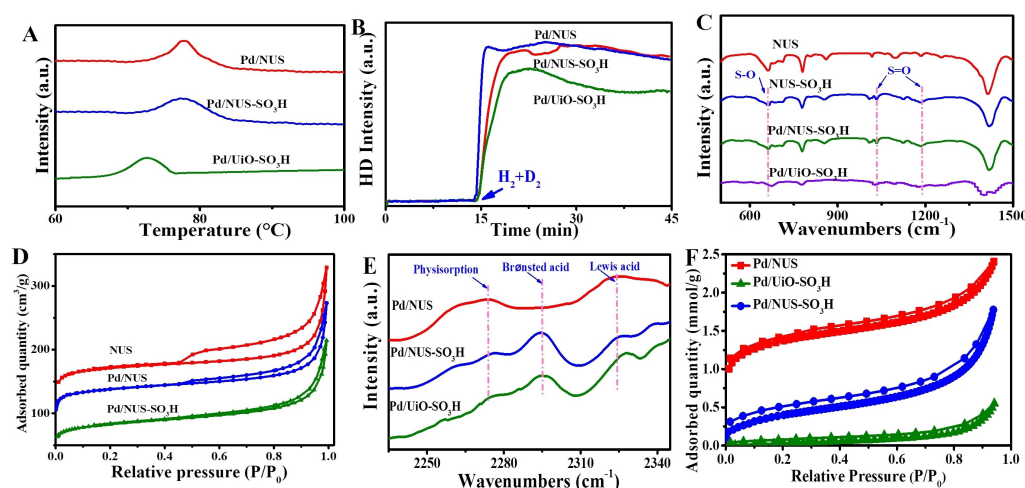 A
Intensity (a.u.)
Pd/NUS
Pd/NUS-SO3H
Pd/UiO-SO3H
60
80
100
Temperature (°C)
B
HD Intensity (a.u.)
Pd/NUS
Pd/NUS-SO3H
Pd/UiO-SO3H
H2+D2
0
15
30
45
Time (min)
C
Intensity (a.u.)
NUS
S-O
S=O
NUS-SO3H
Pd/NUS-SO3H
Pd/UiO-SO3H
600
900
1200
1500
Wavenumbers (cm-1)
D
Adsorbed quantity (cm3/g)
300
200
100
NUS
Pd/NUS
Pd/NUS-SO3H
0.0
0.2
0.4
0.6
0.8
1.0
Relative pressure (P/P0)
E
Intensity (a.u.)
Physisorption
Brønsted acid
Lewis acid
Pd/NUS
Pd/NUS-SO3H
Pd/UiO-SO3H
2250
2280
2310
2340
Wavenumbers (cm-1)
F
Adsorbed quantity (mmol/g)
2.5
2.0
1.5
1.0
0.5
0.0
Pd/NUS
Pd/UiO-SO3H
Pd/NUS-SO3H
0.0
0.2
0.4
0.6
0.8
1.0
Relative Pressure (P/P0)